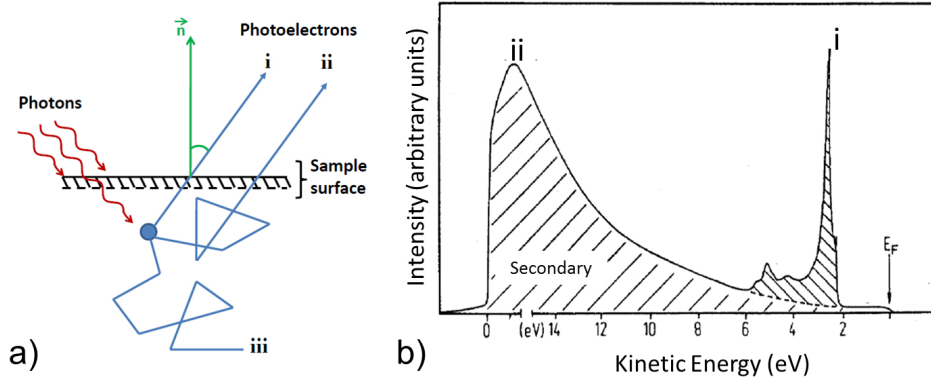 n
Photoelectrons
i
ii
Photons
Sample
surface
iii
a)
Intensity (arbitrary units)
ii
i
Secondary
E_F
0 (eV) 14 12 10 8 6 4 2
Kinetic Energy (eV)
b)